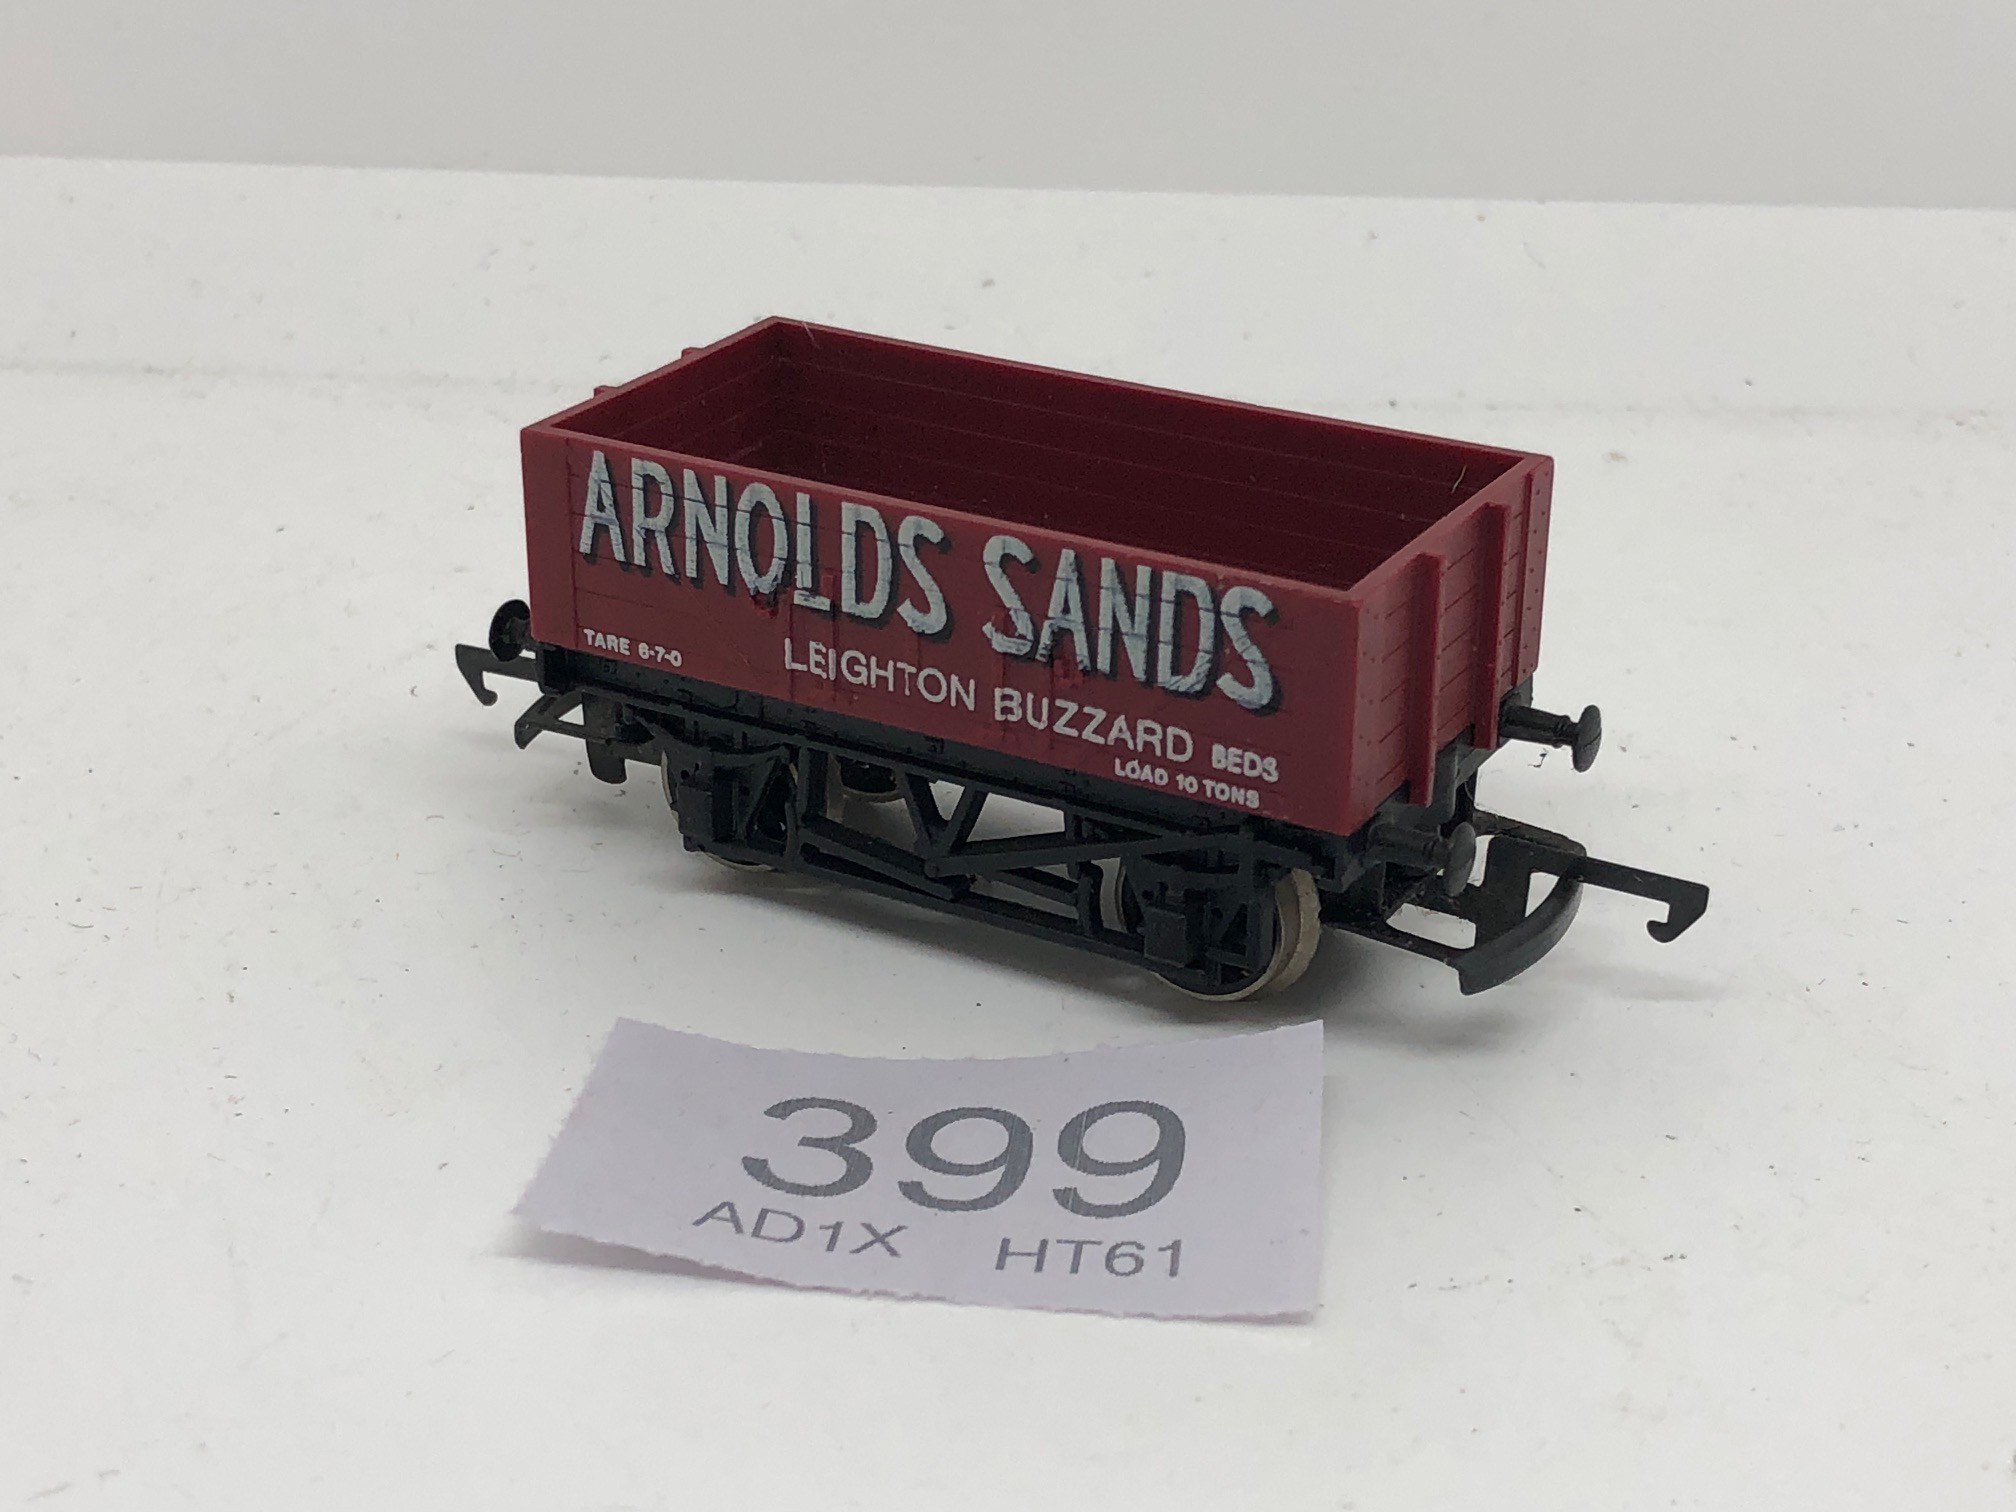 ARNOLDS SANDS
TARE 6-7-0
LEIGHTON BUZZARD BEDS
LOAD 10 TONS
399
AD1X HT61